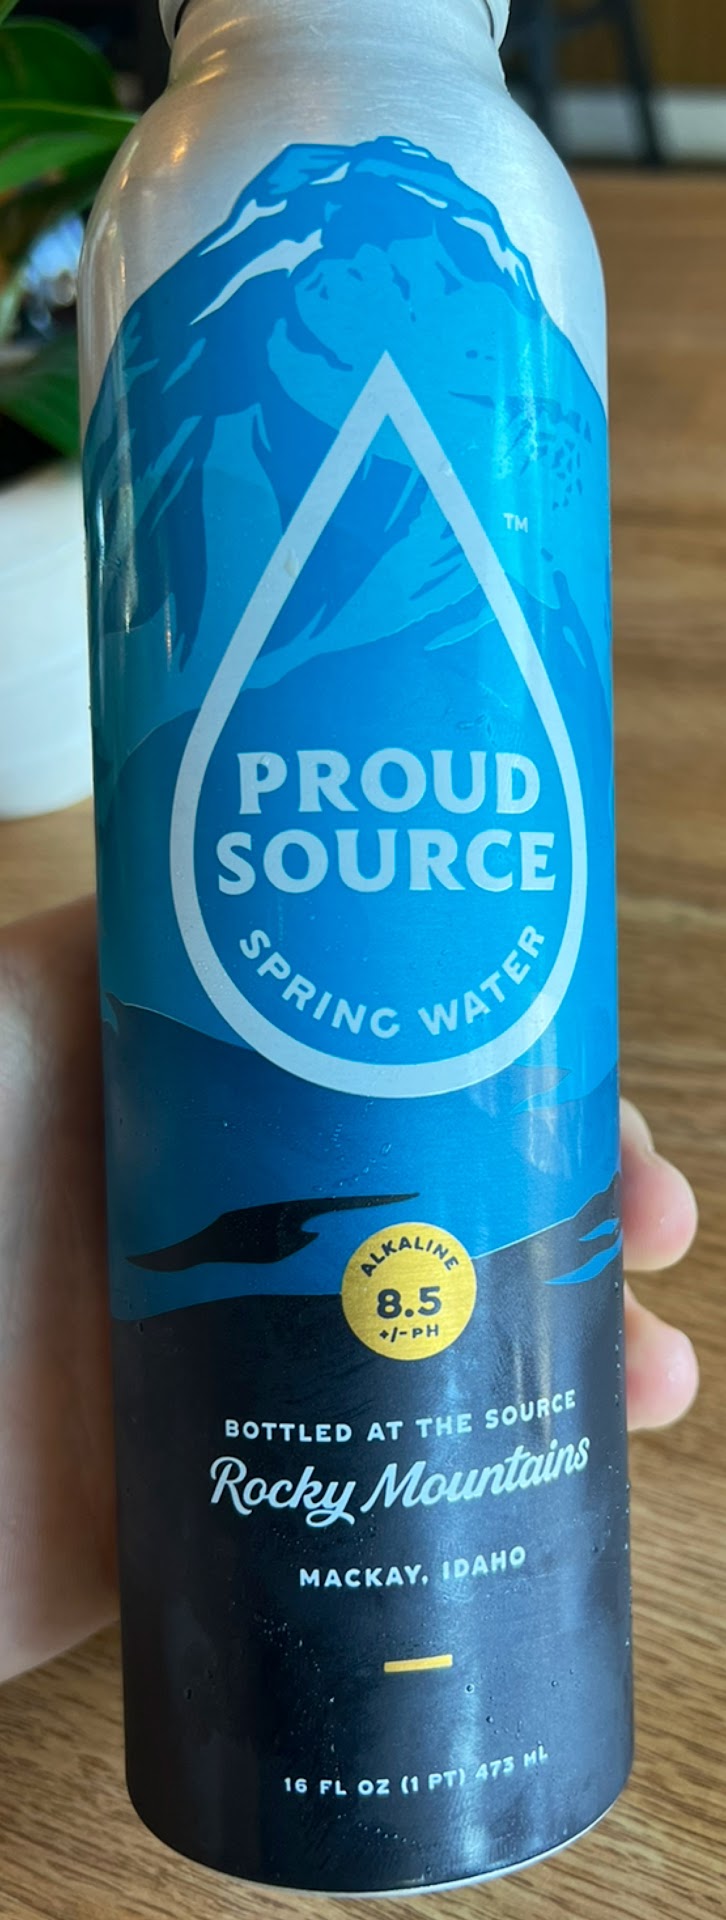 TM
PROUD
SOURCE
SPRING WATER
ALKALINE
8.5
+/-PH
BOTTLED AT THE SOURCE
Rocky Mountains
MACKAY, IDAHO
16 FL OZ (1 PT) 473 ML